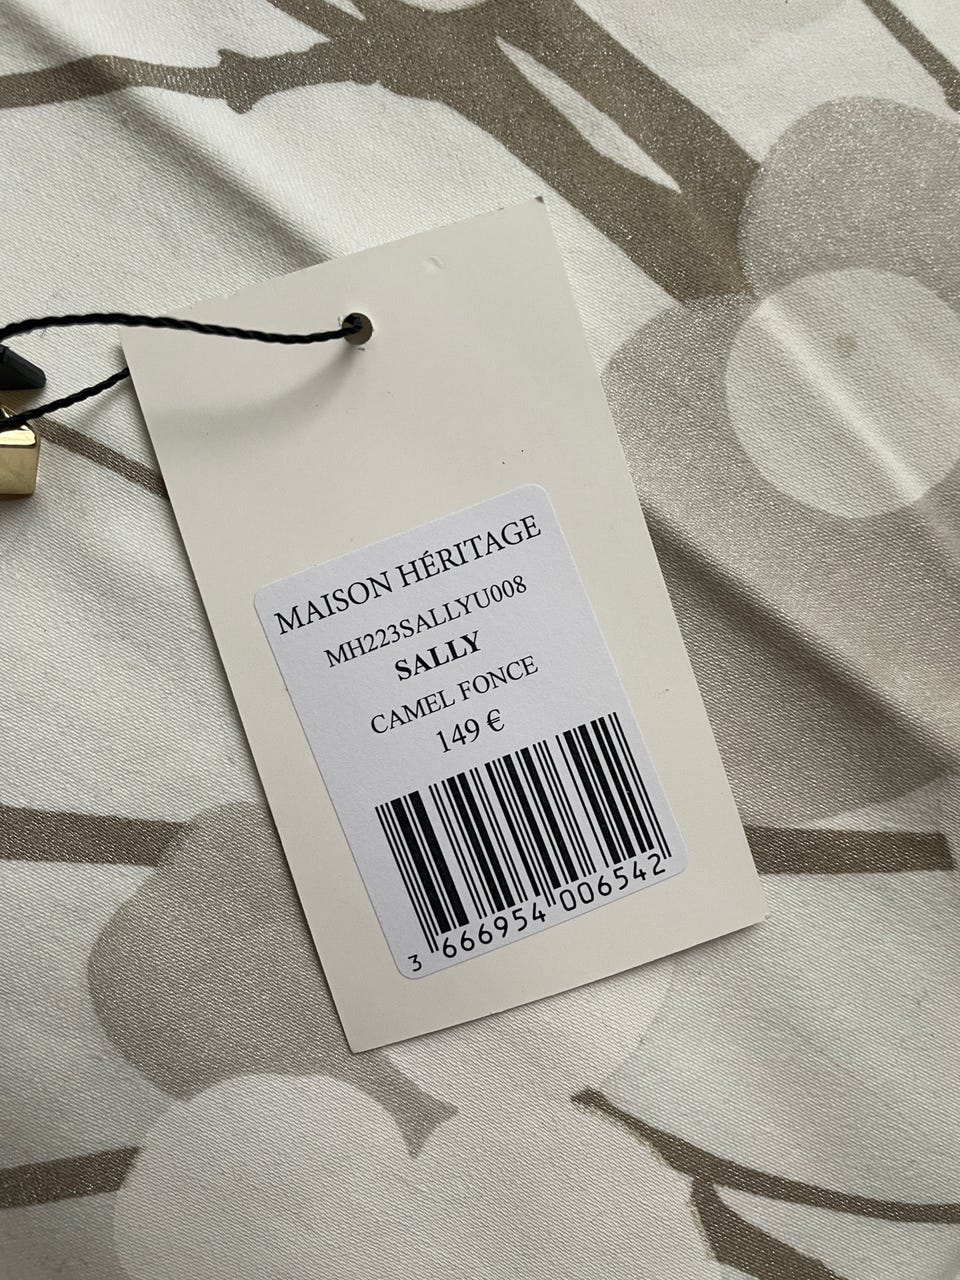 MAISON HÉRITAGE
MH223SALLYU008
SALLY
CAMEL FONCE
149 €
3 666954 006542